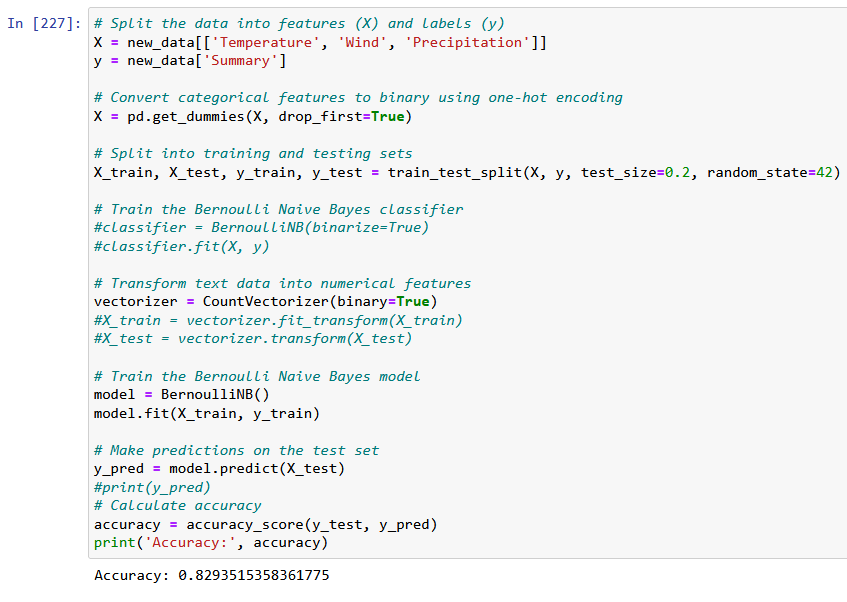 In [227]: # Split the data into features (X) and labels (y)
X = new_data[['Temperature', 'Wind', 'Precipitation']]
y = new_data['Summary']
# Convert categorical features to binary using one-hot encoding
X = pd.get_dummies(X, drop_first=True)
# Split into training and testing sets
X_train, X_test, y_train, y_test = train_test_split(X, y, test_size=0.2, random_state=42)
# Train the Bernoulli Naive Bayes classifier
#classifier = BernoulliNB(binarize=True)
#classifier.fit(X, y)
# Transform text data into numerical features
vectorizer = CountVectorizer(binary=True)
#X_train = vectorizer.fit_transform(X_train)
#X_test = vectorizer.transform(X_test)
# Train the Bernoulli Naive Bayes model
model = BernoulliNB()
model.fit(X_train, y_train)
# Make predictions on the test set
y_pred = model.predict(X_test)
#print(y_pred)
# Calculate accuracy
accuracy = accuracy_score(y_test, y_pred)
print('Accuracy:', accuracy)
Accuracy: 0.8293515358361775